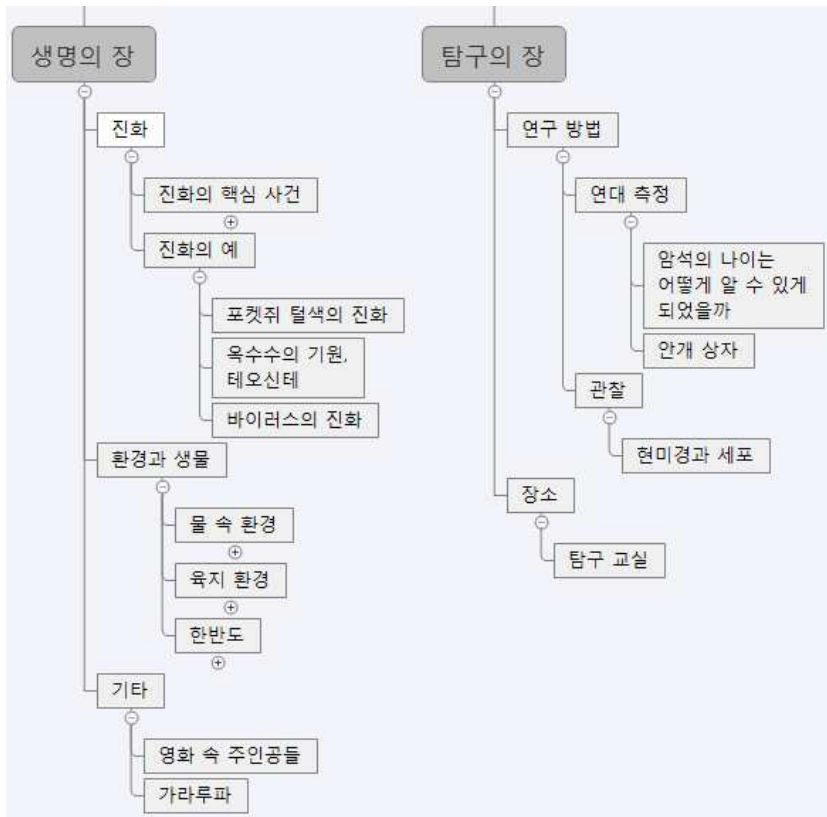 생명의 장
진화
진화의 핵심 사건
진화의 예
포켓쥐 털색의 진화
옥수수의 기원,
테오신테
바이러스의 진화
환경과 생물
물 속 환경
육지 환경
한반도
기타
영화 속 주인공들
가라루파
탐구의 장
연구 방법
연대 측정
암석의 나이는
어떻게 알 수 있게
되었을까
안개 상자
관찰
현미경과 세포
장소
탐구 교실